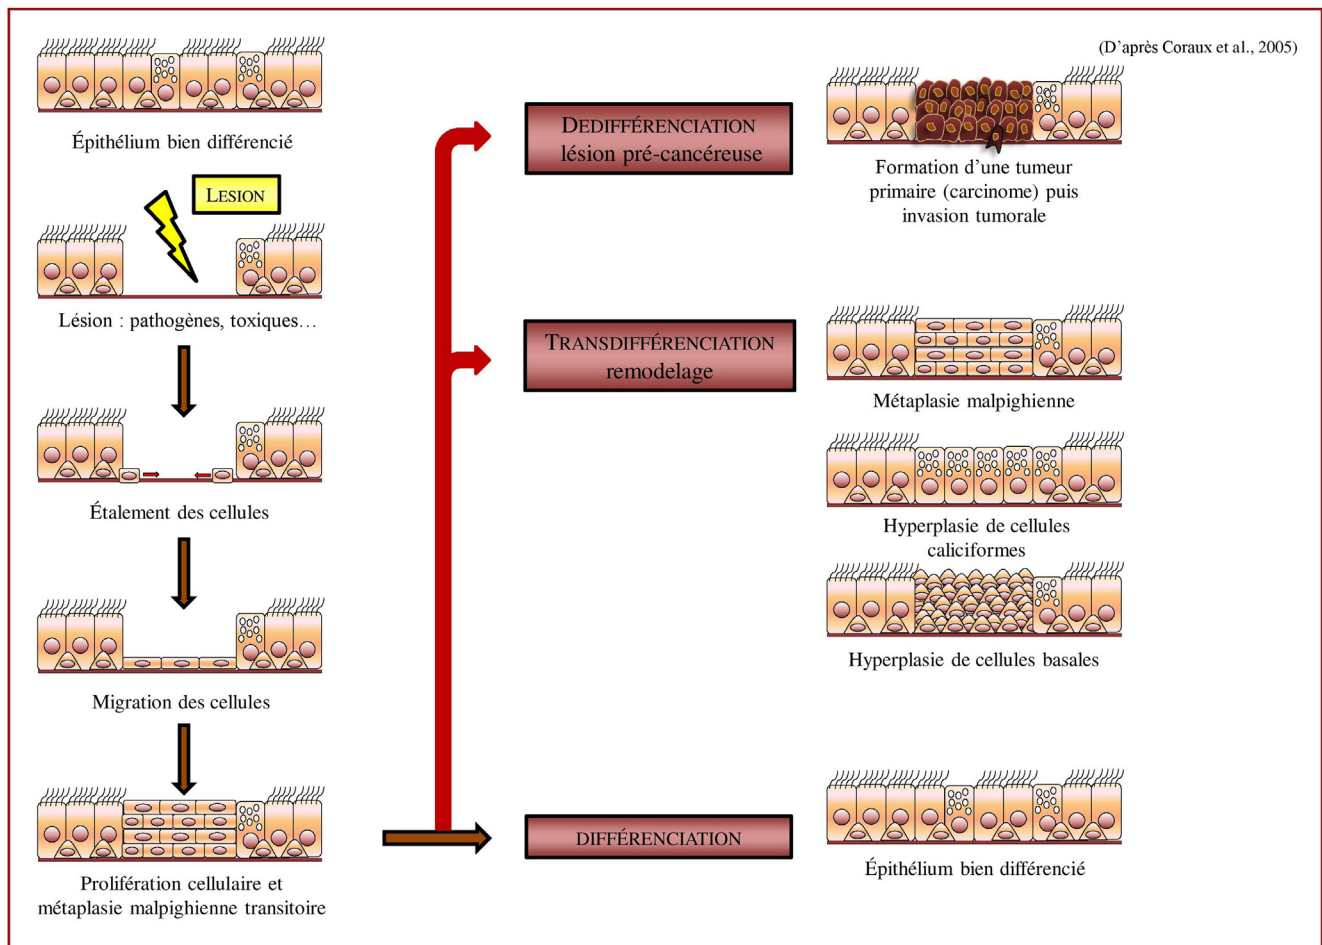 (D'après Coraux et al., 2005)
Épithélium bien différencié
LESION
Lésion : pathogènes, toxiques…
Étalement des cellules
Migration des cellules
Prolifération cellulaire et
métaplasie malpighienne transitoire
DEDIFFÉRENCIATION
lésion pré-cancéreuse
Formation d'une tumeur
primaire (carcinome) puis
invasion tumorale
TRANSDIFFÉRENCIATION
remodelage
Métaplasie malpighienne
Hyperplasie de cellules
caliciformes
Hyperplasie de cellules basales
DIFFÉRENCIATION
Épithélium bien différencié